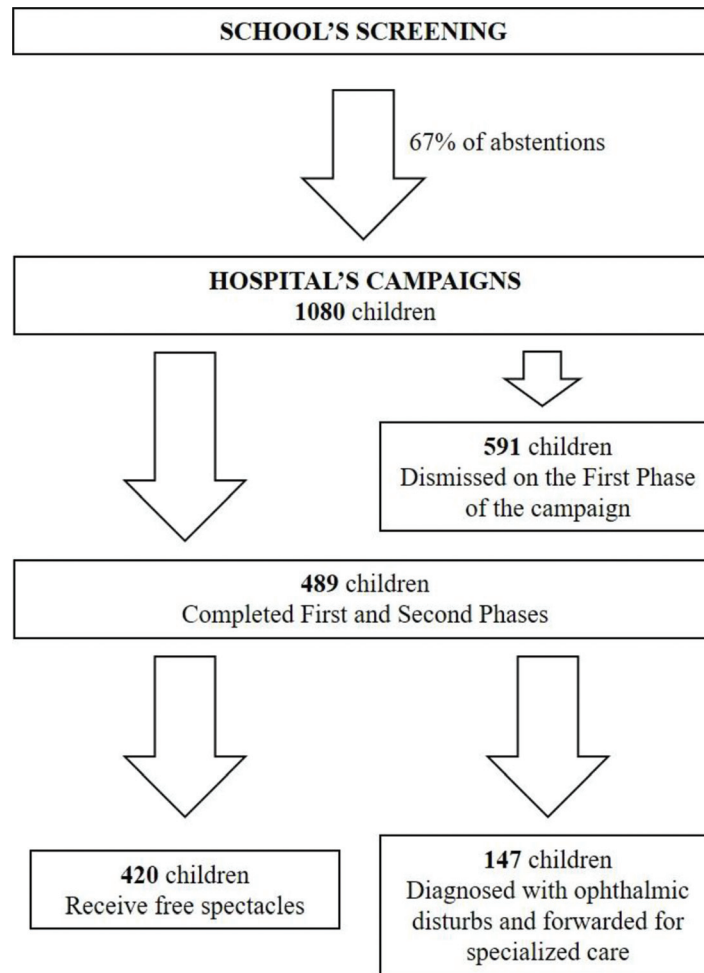 SCHOOL'S SCREENING
67% of abstentions
HOSPITAL'S CAMPAIGNS
1080 children
591 children
Dismissed on the First Phase
of the campaign
489 children
Completed First and Second Phases
420 children
Receive free spectacles
147 children
Diagnosed with ophthalmic
disturbs and forwarded for
specialized care